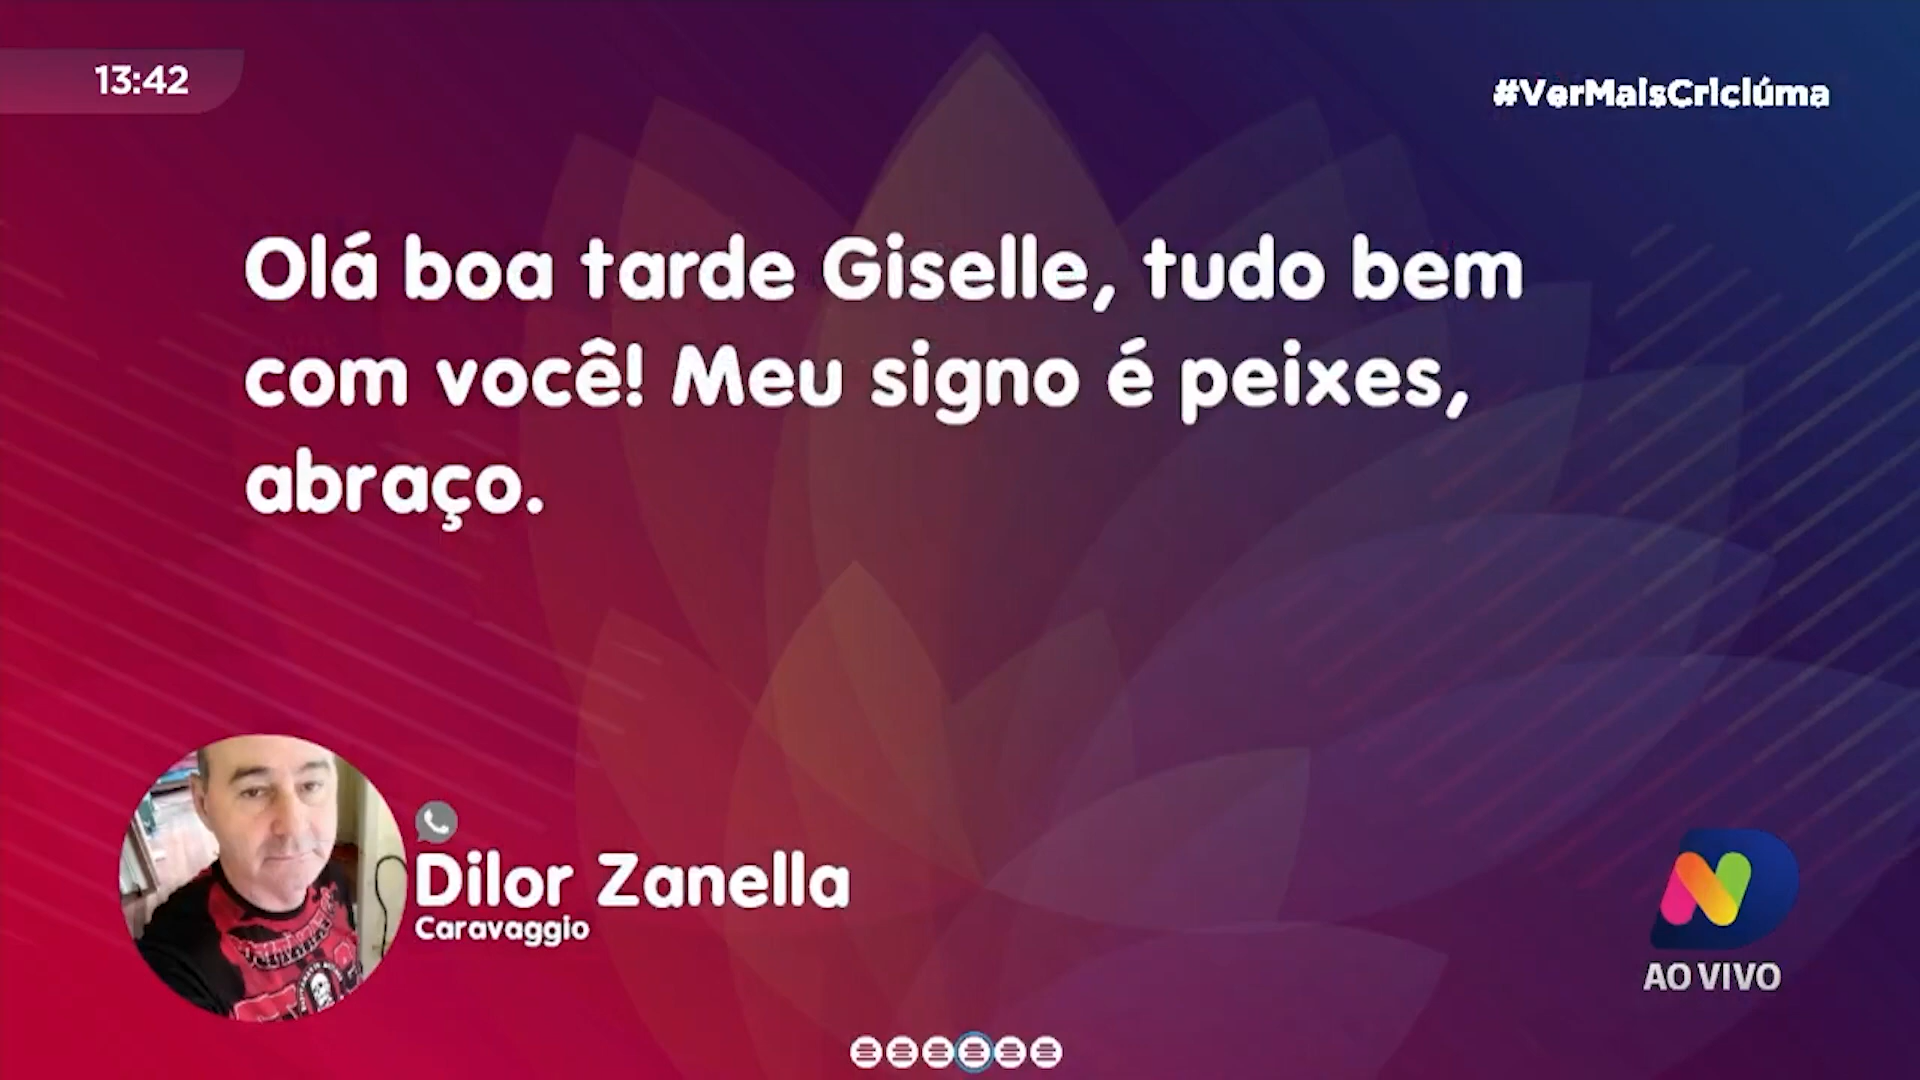 13:42
#VerMaisCriciúma
Olá boa tarde Giselle, tudo bem
com você! Meu signo é peixes,
abraço.
Dilor Zanella
Caravaggio
AO VIVO